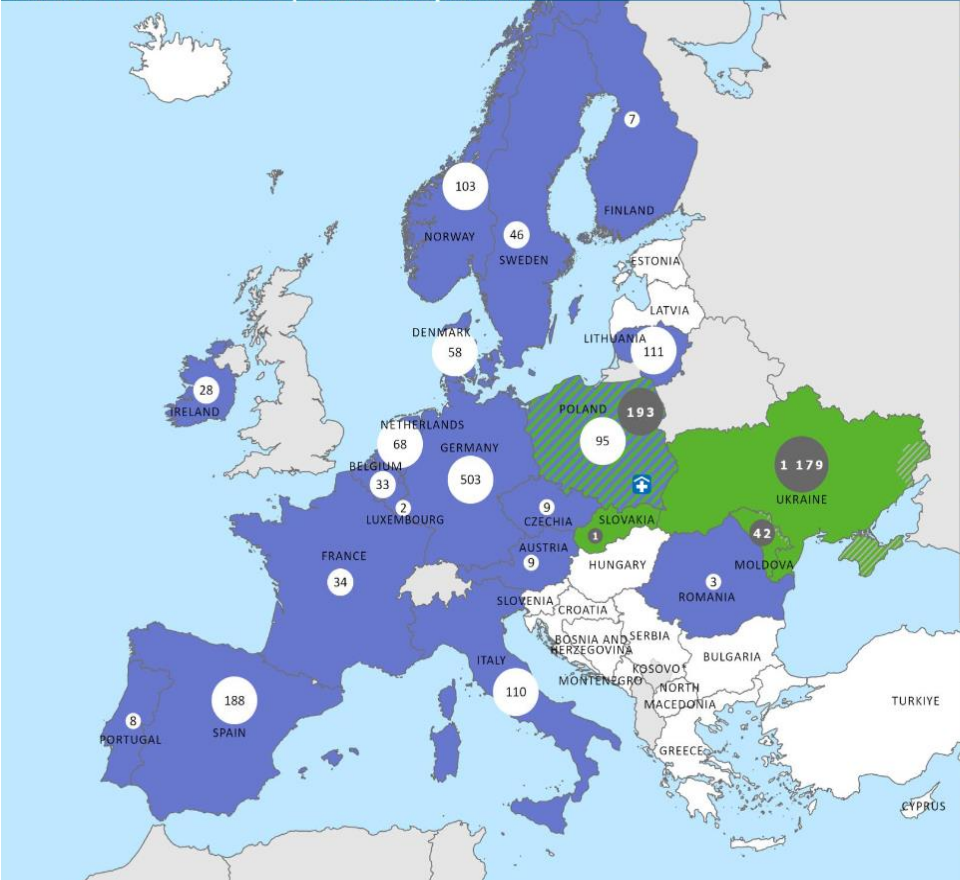 7
103
FINLAND
NORWAY
46
SWEDEN
ESTONIA
LATVIA
DENMARK
58
LITHUANIA
111
28
IRELAND
POLAND
193
NETHERLANDS
68
GERMANY
95
BELGIUM
33
503
1 179
UKRAINE
2
LUXEMBOURG
9
CZECHIA
SLOVAKIA
1
42
FRANCE
34
AUSTRIA
9
HUNGARY
MOLDOVA
3
ROMANIA
SLOVENIA
CROATIA
BOSNIA AND
HERZEGOVINA
SERBIA
BULGARIA
ITALY
110
KOSOVO*
MONTENEGRO
NORTH
MACEDONIA
188
SPAIN
8
PORTUGAL
TURKIYE
GREECE
CYPRUS